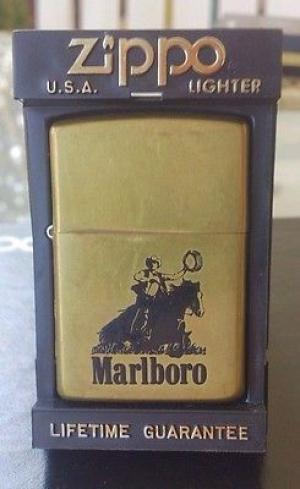 Zippo
U.S.A. LIGHTER
Marlboro
LIFETIME GUARANTEE